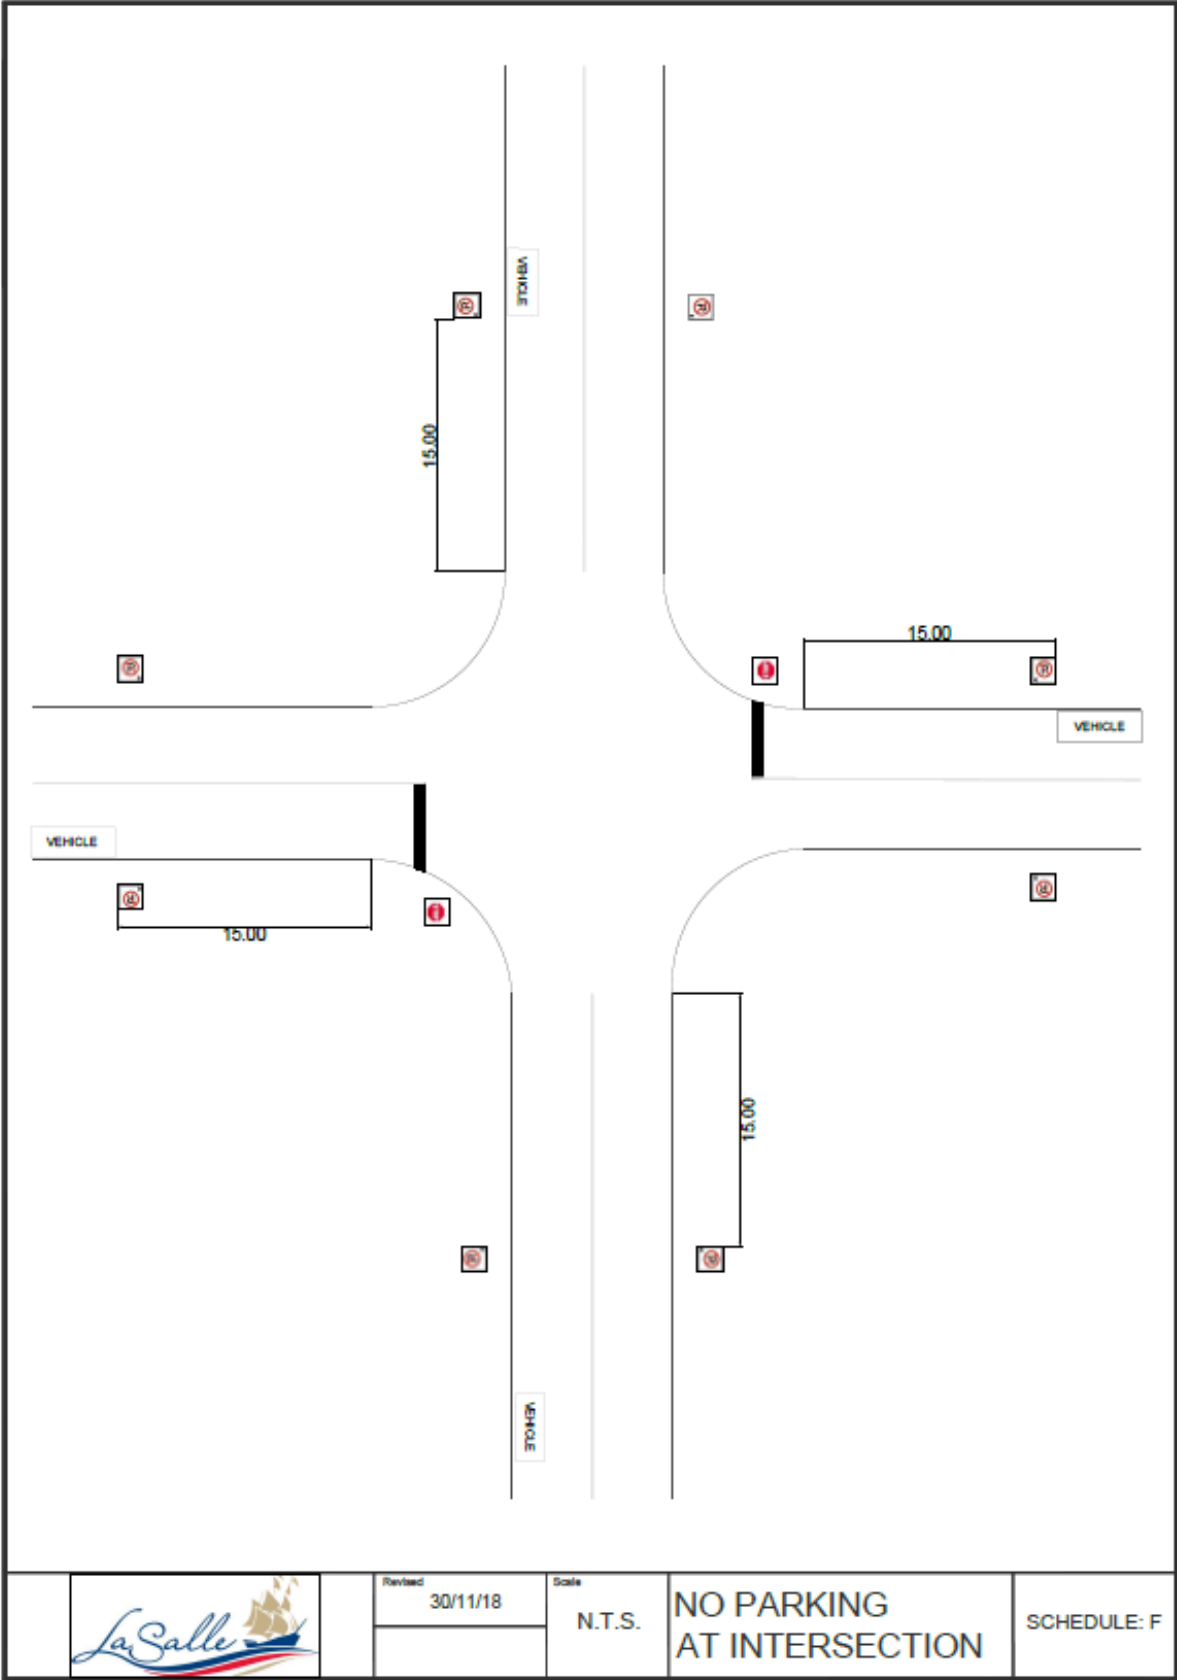 VEHICLE
15.00
15.00
VEHICLE
VEHICLE
15.00
15.00
VEHICLE
LaSalle
Revised
30/11/18
Scale
N.T.S.
NO PARKING
AT INTERSECTION
SCHEDULE: F